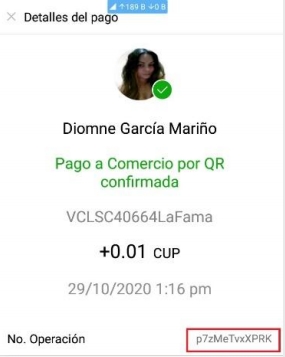 ↑189 B ↓0 B
× Detalles del pago
Diomne García Mariño
Pago a Comercio por QR
confirmada
VCLSC40664LaFama
+0.01 CUP
29/10/2020 1:16 pm
No. Operación p7zMeTvxXPRK